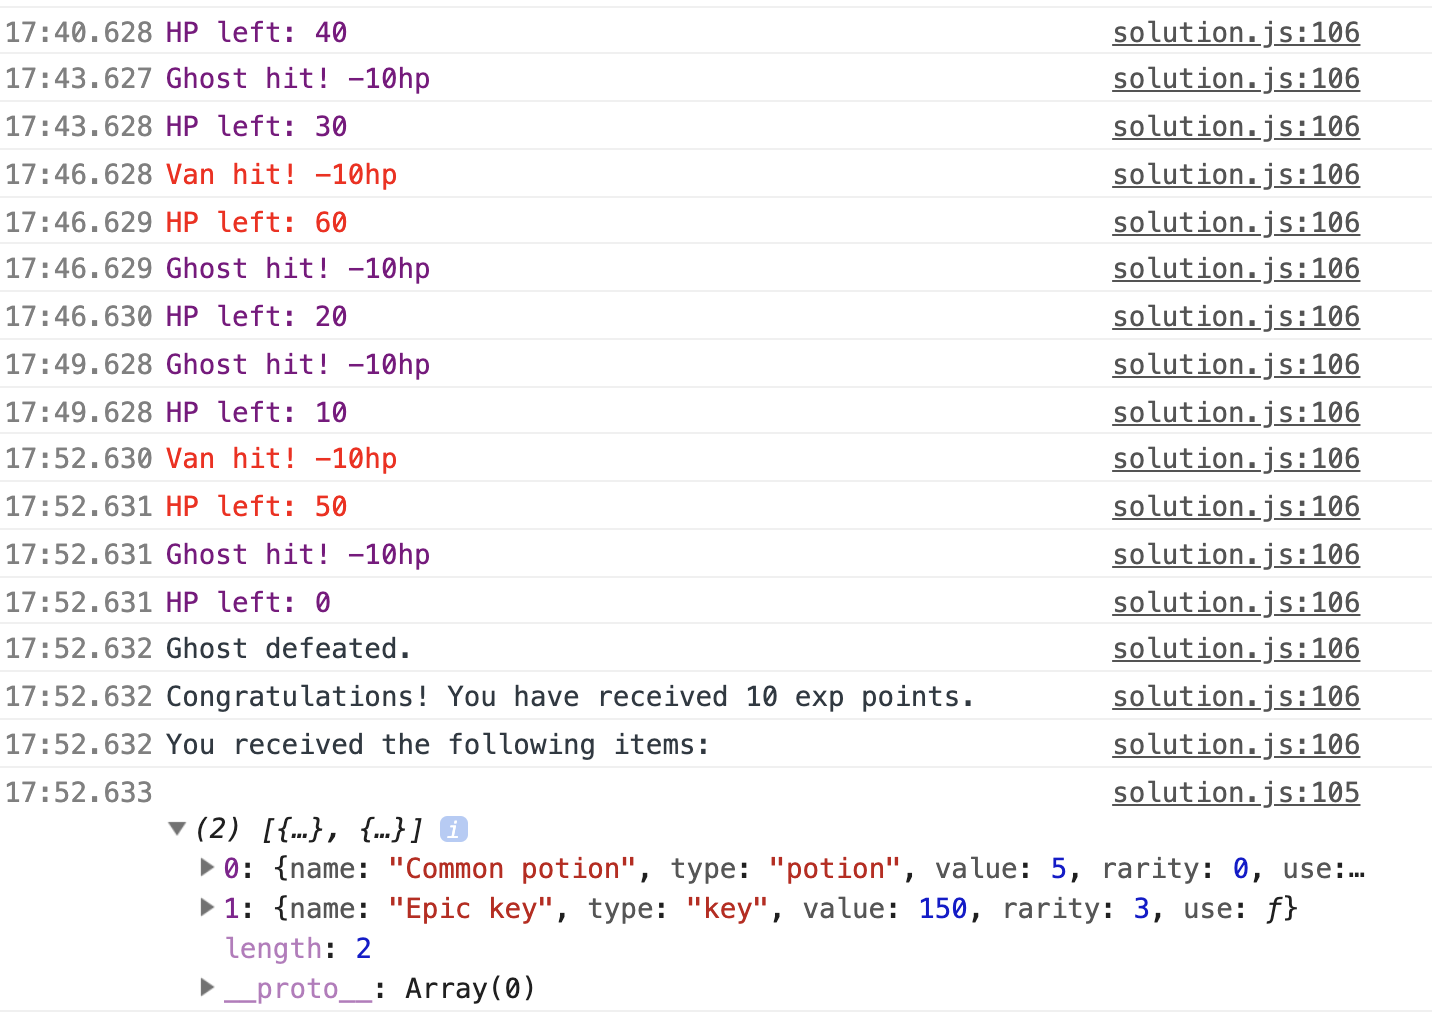 17:40.628 HP left: 40 solution.js:106
17:43.627 Ghost hit! -10hp solution.js:106
17:43.628 HP left: 30 solution.js:106
17:46.628 Van hit! -10hp solution.js:106
17:46.629 HP left: 60 solution.js:106
17:46.629 Ghost hit! -10hp solution.js:106
17:46.630 HP left: 20 solution.js:106
17:49.628 Ghost hit! -10hp solution.js:106
17:49.628 HP left: 10 solution.js:106
17:52.630 Van hit! -10hp solution.js:106
17:52.631 HP left: 50 solution.js:106
17:52.631 Ghost hit! -10hp solution.js:106
17:52.631 HP left: 0 solution.js:106
17:52.632 Ghost defeated. solution.js:106
17:52.632 Congratulations! You have received 10 exp points. solution.js:106
17:52.632 You received the following items: solution.js:106
17:52.633 solution.js:105
▼(2) [{…}, {…}] i
▶0: {name: "Common potion", type: "potion", value: 5, rarity: 0, use:…
▶1: {name: "Epic key", type: "key", value: 150, rarity: 3, use: ƒ}
length: 2
▶__proto__: Array(0)